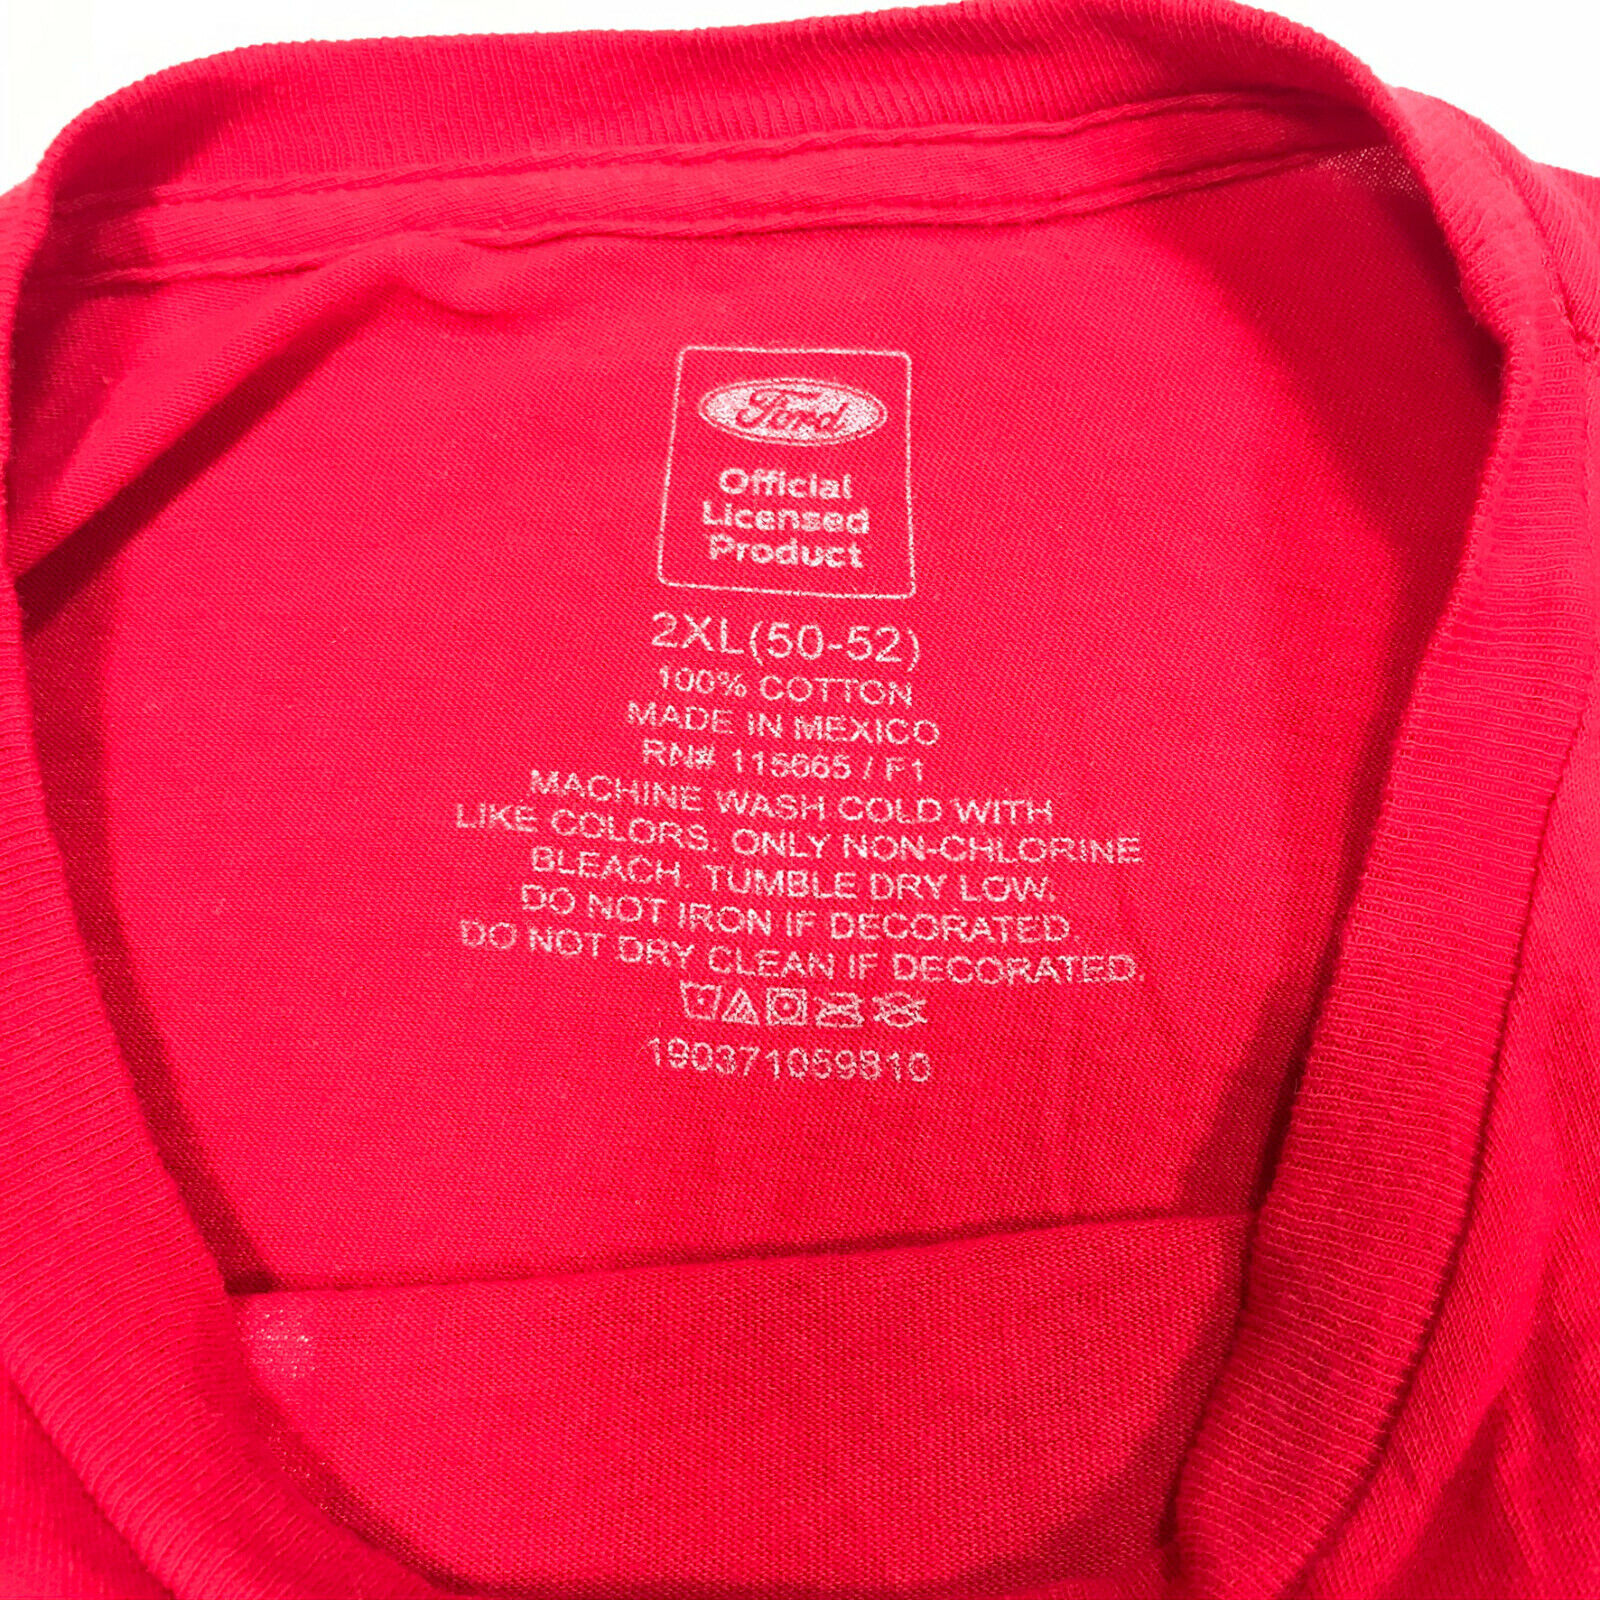 Ford
Official
Licensed
Product
2XL(50-52)
100% COTTON
MADE IN MEXICO
RN# 115665 / F1
MACHINE WASH COLD WITH
LIKE COLORS. ONLY NON-CHLORINE
BLEACH. TUMBLE DRY LOW.
DO NOT IRON IF DECORATED.
DO NOT DRY CLEAN IF DECORATED.
190371059810